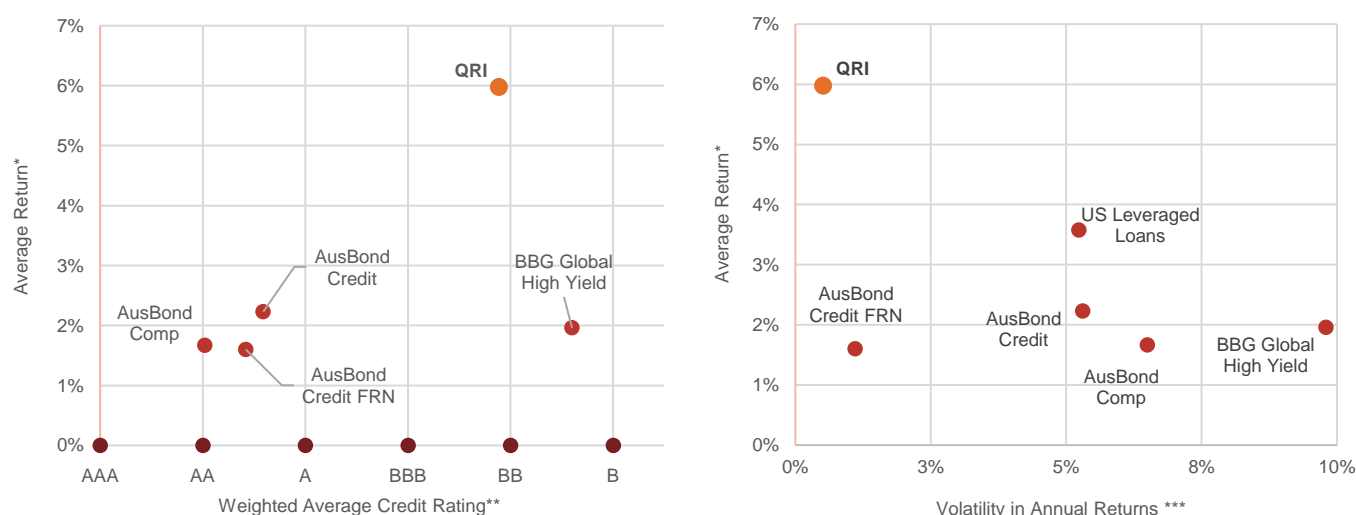 7%
6%
5%
4%
3%
2%
1%
0%
Average Return*
QRI
AusBond
Credit
BBG Global
High Yield
AusBond
Comp
AusBond
Credit FRN
AAA
AA
A
BBB
BB
B
Weighted Average Credit Rating**
7%
6%
5%
4%
3%
2%
1%
0%
Average Return*
QRI
US Leveraged
Loans
AusBond
Credit FRN
AusBond
Credit
BBG Global
High Yield
AusBond
Comp
0%
3%
5%
8%
10%
Volatility in Annual Returns ***